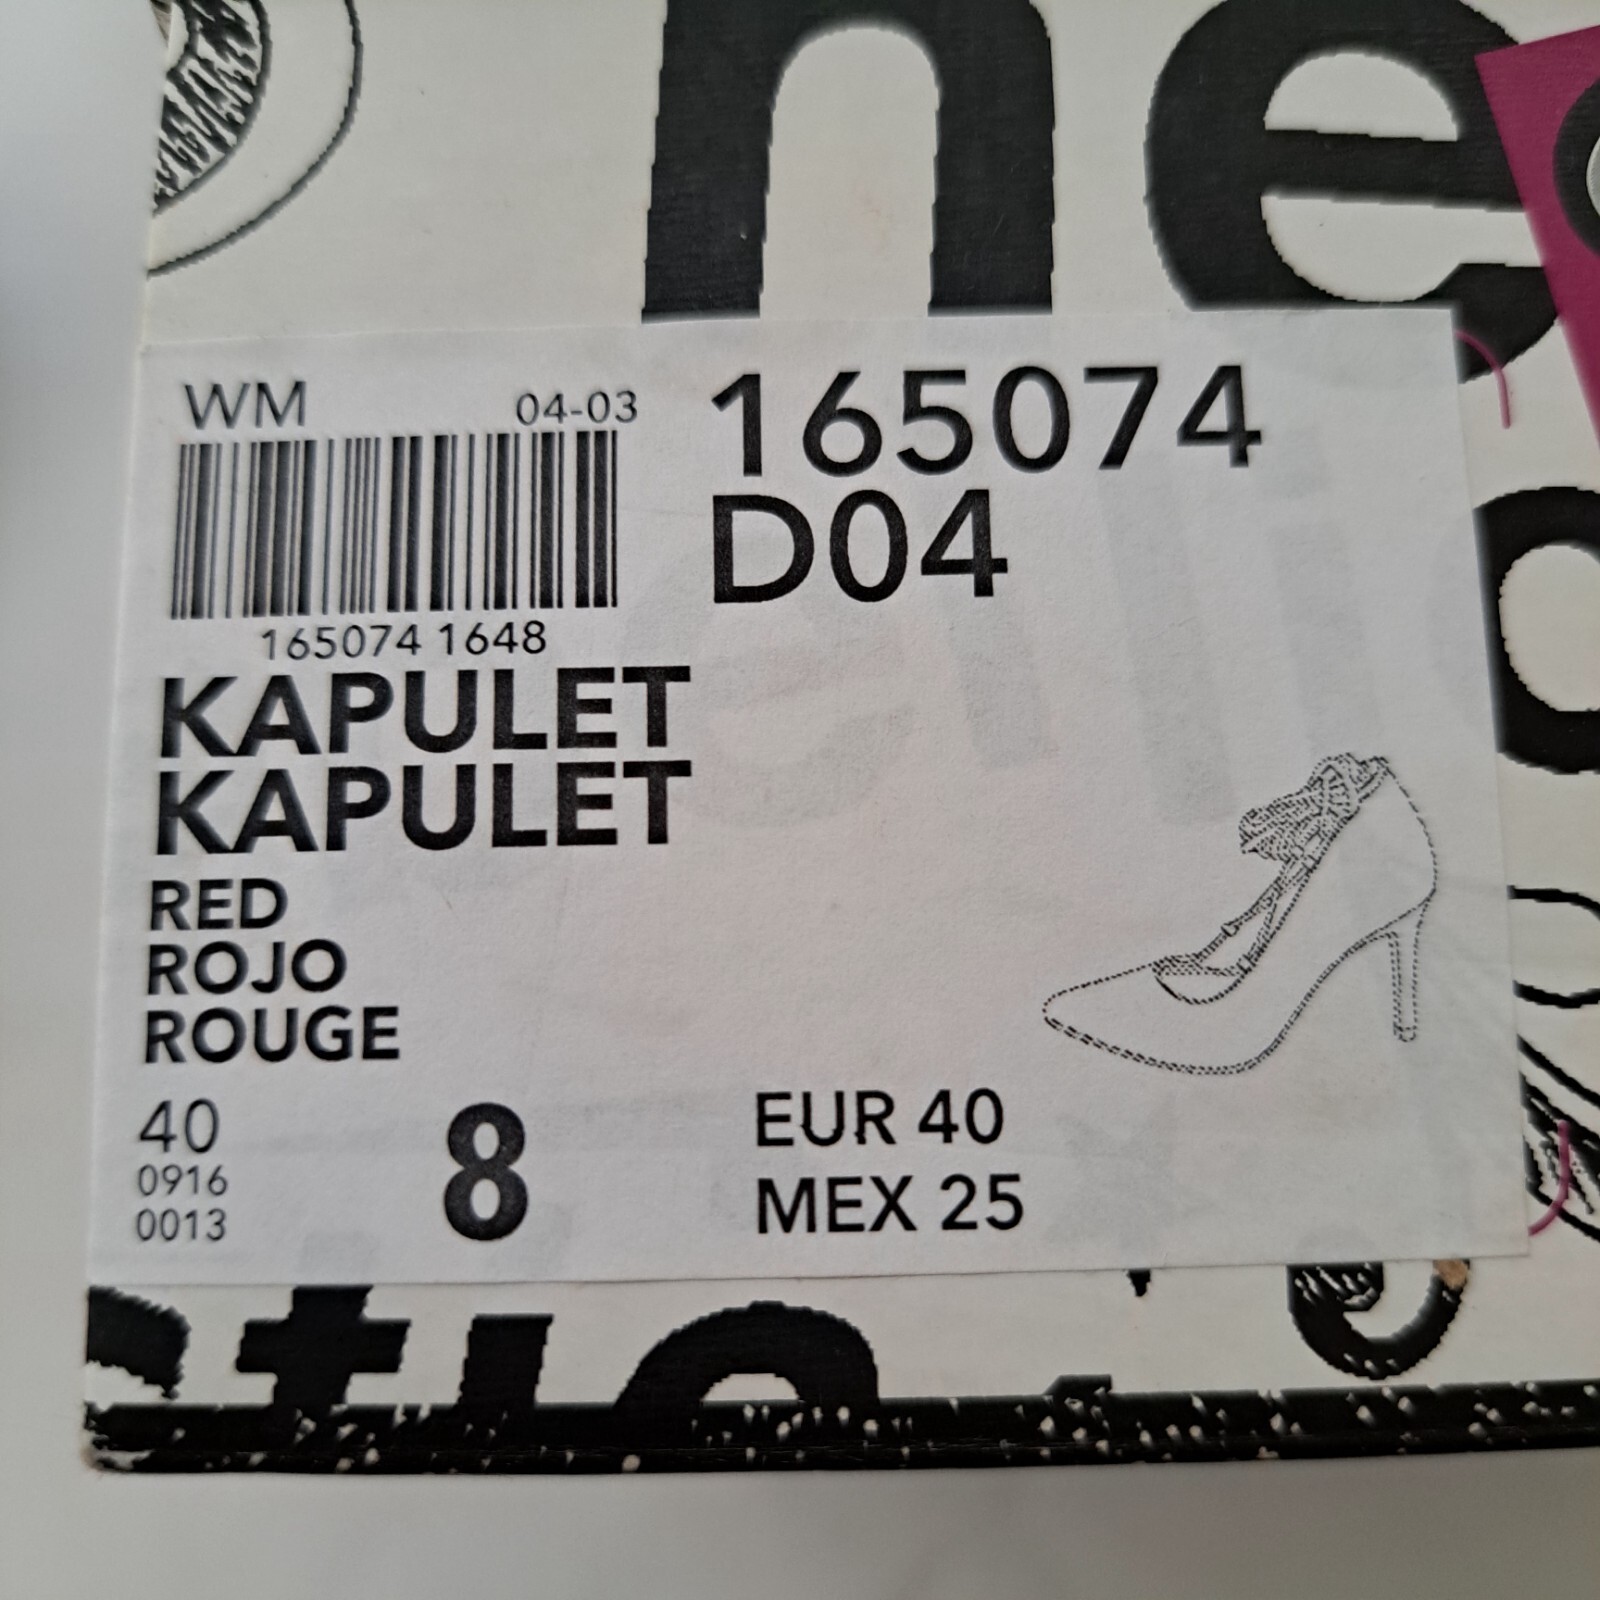 ne
WM 04-03
165074
D04
165074 1648
KAPULET
KAPULET
RED
ROJO
ROUGE
40
0916
0013
8
EUR 40
MEX 25